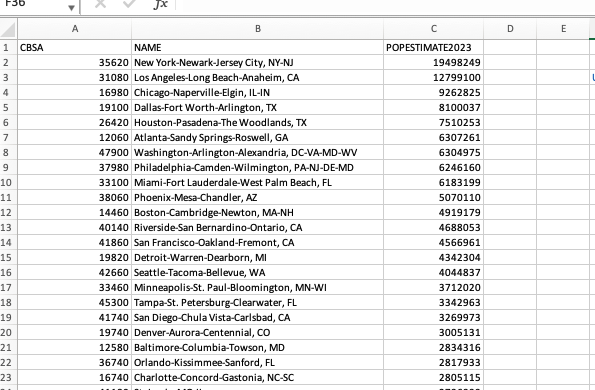 F36 fx
A B C D E
1 CBSA NAME POPESTIMATE2023
2 35620 New York-Newark-Jersey City, NY-NJ 19498249
3 31080 Los Angeles-Long Beach-Anaheim, CA 12799100
4 16980 Chicago-Naperville-Elgin, IL-IN 9262825
5 19100 Dallas-Fort Worth-Arlington, TX 8100037
6 26420 Houston-Pasadena-The Woodlands, TX 7510253
7 12060 Atlanta-Sandy Springs-Roswell, GA 6307261
8 47900 Washington-Arlington-Alexandria, DC-VA-MD-WV 6304975
9 37980 Philadelphia-Camden-Wilmington, PA-NJ-DE-MD 6246160
10 33100 Miami-Fort Lauderdale-West Palm Beach, FL 6183199
11 38060 Phoenix-Mesa-Chandler, AZ 5070110
12 14460 Boston-Cambridge-Newton, MA-NH 4919179
13 40140 Riverside-San Bernardino-Ontario, CA 4688053
14 41860 San Francisco-Oakland-Fremont, CA 4566961
15 19820 Detroit-Warren-Dearborn, MI 4342304
16 42660 Seattle-Tacoma-Bellevue, WA 4044837
17 33460 Minneapolis-St. Paul-Bloomington, MN-WI 3712020
18 45300 Tampa-St. Petersburg-Clearwater, FL 3342963
19 41740 San Diego-Chula Vista-Carlsbad, CA 3269973
20 19740 Denver-Aurora-Centennial, CO 3005131
21 12580 Baltimore-Columbia-Towson, MD 2834316
22 36740 Orlando-Kissimmee-Sanford, FL 2817933
23 16740 Charlotte-Concord-Gastonia, NC-SC 2805115